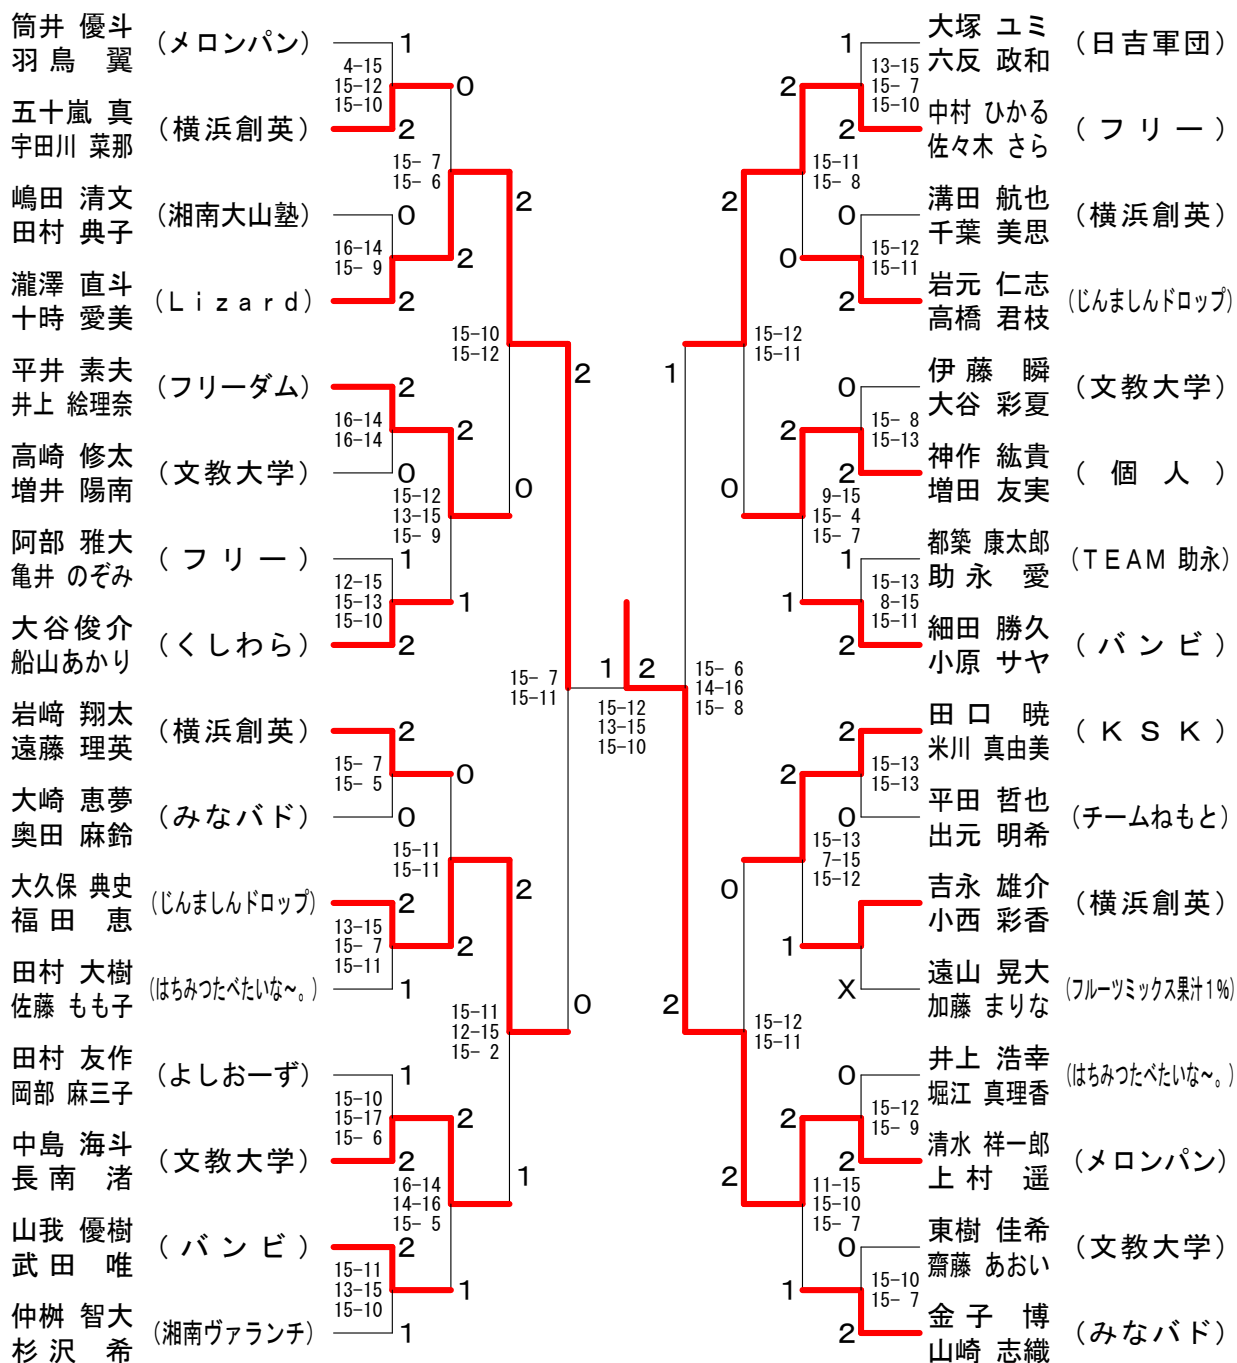 筒井 優斗
羽鳥 翼
(メロンパン)
1
4-15
15-12
15-10
0
五十嵐 真
宇田川 菜那
(横浜創英)
2
15- 7
15- 6
2
嶋田 清文
田村 典子
(湘南大山塾)
0
16-14
15- 9
2
瀧澤 直斗
十時 愛美
(Lizard)
2
15-10
15-12
2
平井 素夫
井上 絵理奈
(フリーダム)
2
16-14
16-14
2
高崎 修太
増井 陽南
(文教大学)
0
15-12
13-15
15- 9
0
阿部 雅大
亀井 のぞみ
(フリー)
1
12-15
15-13
15-10
1
大谷俊介
船山あかり
(くしわら)
2
15- 7
15-11
1
2
15-12
13-15
15-10
岩﨑 翔太
遠藤 理英
(横浜創英)
2
15- 7
15- 5
0
大崎 恵夢
奥田 麻鈴
(みなバド)
0
15-11
15-11
2
大久保 典史
福田 恵
(じんましんドロップ)
2
13-15
15- 7
15-11
2
田村 大樹
佐藤 もも子
(はちみつたべたいな~。)
1
15-11
12-15
15- 2
0
田村 友作
岡部 麻三子
(よしおーず)
1
15-10
15-17
15- 6
2
中島 海斗
長南 渚
(文教大学)
2
16-14
14-16
15- 5
1
山我 優樹
武田 唯
(バンビ)
2
15-11
13-15
15-10
1
仲桝 智大
杉沢 希
(湘南ヴァランチ)
1
大塚 ユミ
六反 政和
(日吉軍団)
1
13-15
15- 7
15-10
2
中村 ひかる
佐々木 さら
(フリー)
2
15-11
15- 8
2
溝田 航也
千葉 美思
(横浜創英)
0
15-12
15-11
0
岩元 仁志
高橋 君枝
(じんましんドロップ)
2
15-12
15-11
1
伊藤 瞬
大谷 彩夏
(文教大学)
0
15- 8
15-13
2
神作 紘貴
増田 友実
(個人)
2
9-15
15- 4
15- 7
0
都築 康太郎
助永 愛
(TEAM 助永)
1
15-13
8-15
15-11
1
細田 勝久
小原 サヤ
(バンビ)
2
15- 6
14-16
15- 8
田口 暁
米川 真由美
(KSK)
2
15-13
15-13
2
平田 哲也
出元 明希
(チームねもと)
0
15-13
7-15
15-12
0
吉永 雄介
小西 彩香
(横浜創英)
1
遠山 晃大
加藤 まりな
(フルーツミックス果汁1%)
X
15-12
15-11
2
井上 浩幸
堀江 真理香
(はちみつたべたいな~。)
0
15-12
15- 9
2
清水 祥一郎
上村 遥
(メロンパン)
2
11-15
15-10
15- 7
2
東樹 佳希
齋藤 あおい
(文教大学)
0
15-10
15- 7
1
金子 博
山崎 志織
(みなバド)
2